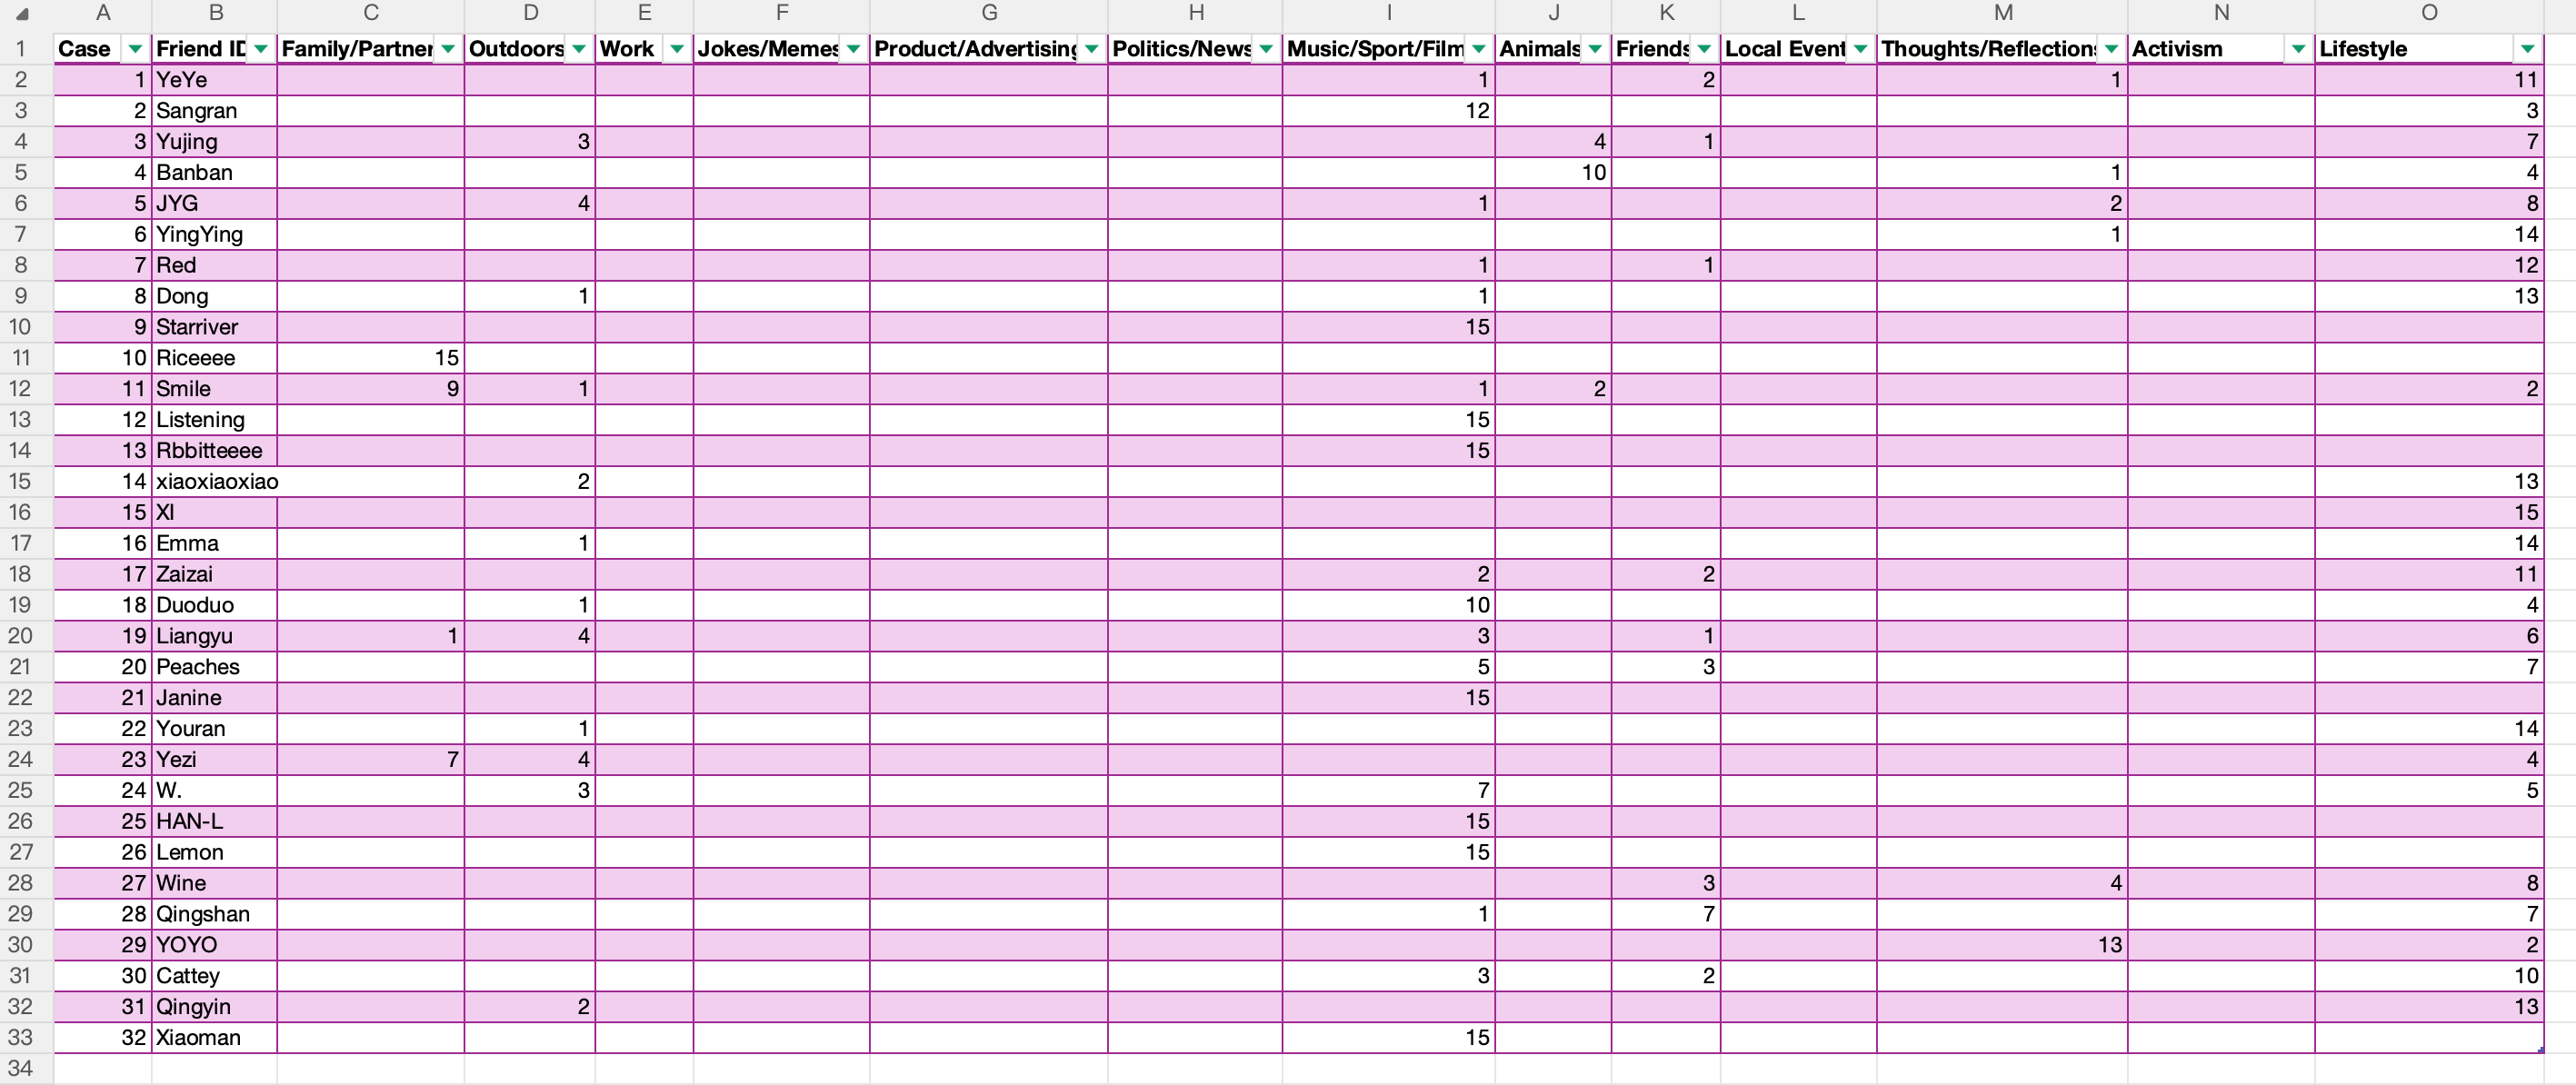 A B C D E F G H I J K L M N O
1 Case Friend ID Family/Partner Outdoors Work Jokes/Memes Product/Advertising Politics/News Music/Sport/Film Animals Friends Local Event Thoughts/Reflections Activism Lifestyle
2 1 YeYe 1 2 1 11
3 2 Sangran 12 3
4 3 Yujing 3 4 1 7
5 4 Banban 10 1 4
6 5 JYG 4 1 2 8
7 6 YingYing 1 14
8 7 Red 1 1 12
9 8 Dong 1 1 13
10 9 Starriver 15
11 10 Riceeee 15
12 11 Smile 9 1 1 2 2
13 12 Listening 15
14 13 Rbbitteeee 15
15 14 xiaoxiaoxiao 2 13
16 15 XI 15
17 16 Emma 1 14
18 17 Zaizai 2 2 11
19 18 Duoduo 1 10 4
20 19 Liangyu 1 4 3 1 6
21 20 Peaches 5 3 7
22 21 Janine 15
23 22 Youran 1 14
24 23 Yezi 7 4 4
25 24 W. 3 7 5
26 25 HAN-L 15
27 26 Lemon 15
28 27 Wine 3 4 8
29 28 Qingshan 1 7 7
30 29 YOYO 13 2
31 30 Cattey 3 2 10
32 31 Qingyin 2 13
33 32 Xiaoman 15
34